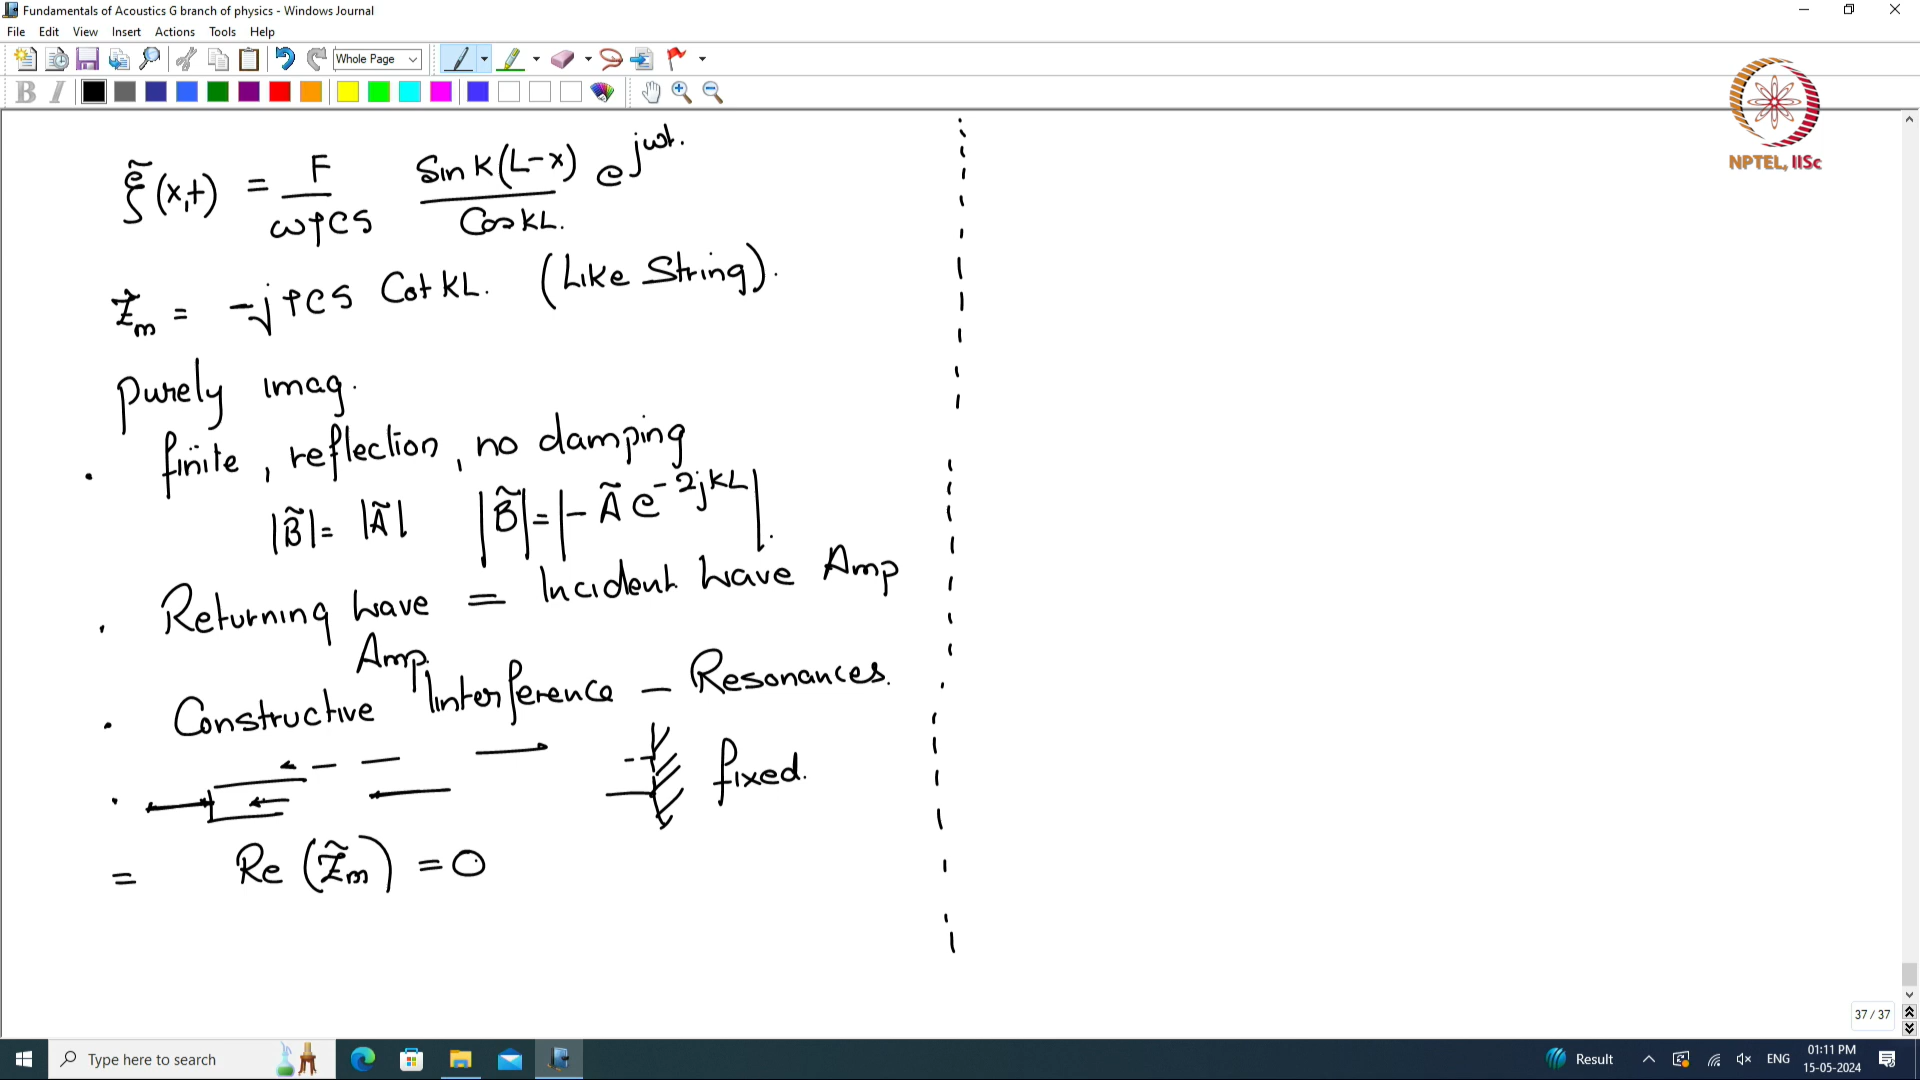 Fundamentals of Acoustics G branch of physics - Windows Journal
File Edit View Insert Actions Tools Help
Whole Page
B I
NPTEL, IISc
ξ̃(x,t) = F/(ωρcs) Sin k(L-x)/Cos kL. e^jωt.
Z̃m = -jρcs Cot kL. (Like String).
purely imag.
. finite, reflection, no damping
|B̃| = |Ã| |B̃| = |-Ã e^-2jkL|.
. Returning wave = Incident wave Amp
Amp.
. Constructive Interference - Resonances.
. fixed.
= Re (Z̃m) = 0
37 / 37
Type here to search
Result
ENG
01:11 PM
15-05-2024